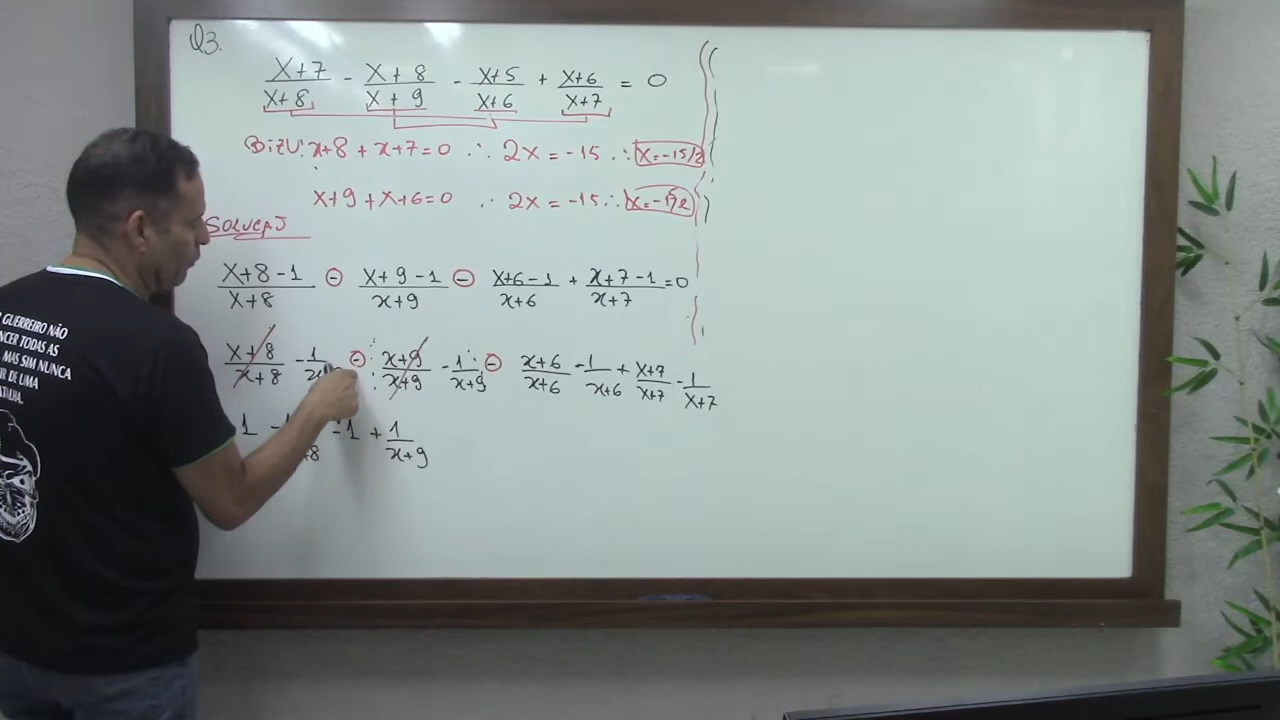 Q3.
X+7/X+8 - X+8/X+9 - X+5/X+6 + X+6/X+7 = 0
BIZU: x+8 + x+7=0 ∴ 2x = -15 ∴ X=-15/2
x+9 + x+6=0 ∴ 2x = -15 ∴
X+8-1/X+8 - X+9-1/x+9 - X+6-1/x+6 + x+7-1/x+7 =0
X+8/x+8 - 1 - x+9/x+9 - 1/x+9 - x+6/x+6 - 1/x+6 + x+7/x+7 - 1/x+7
1 - -1 + 1/x+9
GUERREIRO NÃO
TODAS AS
MAS SIM NUNCA
DE UMA